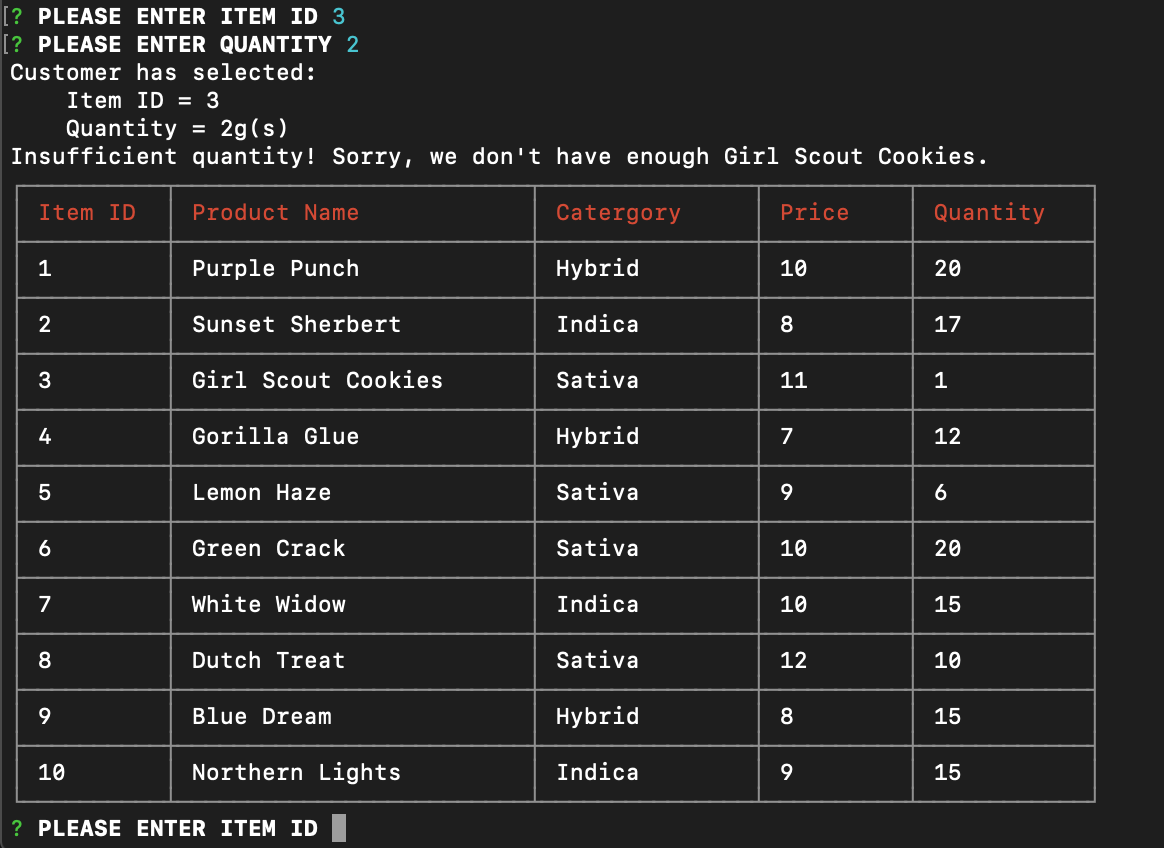 [? PLEASE ENTER ITEM ID 3
[? PLEASE ENTER QUANTITY 2
Customer has selected:
    Item ID = 3
    Quantity = 2g(s)
Insufficient quantity! Sorry, we don't have enough Girl Scout Cookies.
Item ID Product Name Catergory Price Quantity
1 Purple Punch Hybrid 10 20
2 Sunset Sherbert Indica 8 17
3 Girl Scout Cookies Sativa 11 1
4 Gorilla Glue Hybrid 7 12
5 Lemon Haze Sativa 9 6
6 Green Crack Sativa 10 20
7 White Widow Indica 10 15
8 Dutch Treat Sativa 12 10
9 Blue Dream Hybrid 8 15
10 Northern Lights Indica 9 15
? PLEASE ENTER ITEM ID